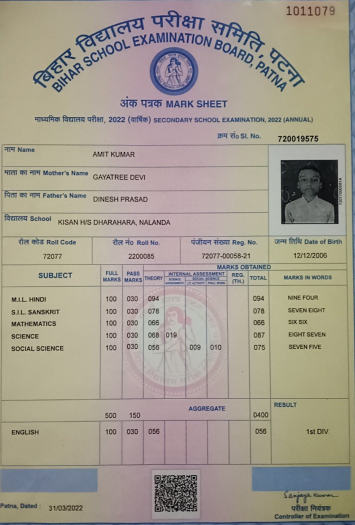 1011079
बिहार विद्यालय परीक्षा समिति पटना
BIHAR SCHOOL EXAMINATION BOARD, PATNA
अंक पत्रक MARK SHEET
माध्यमिक विद्यालय परीक्षा, 2022 (वार्षिक) SECONDARY SCHOOL EXAMINATION, 2022 (ANNUAL)
क्रम सं० Sl. No. 720019575
नाम Name AMIT KUMAR
माता का नाम Mother's Name GAYATREE DEVI
पिता का नाम Father's Name DINESH PRASAD
विद्यालय School KISAN H/S DHARAHARA, NALANDA
रौल कोड Roll Code रौल नं० Roll No. पंजीयन संख्या Reg. No. जन्म तिथि Date of Birth
72077 2200085 72077-00058-21 12/12/2006
MARKS OBTAINED
SUBJECT FULL MARKS PASS MARKS THEORY INTERNAL ASSESSMENT REG. (TH.) TOTAL MARKS IN WORDS
SOCIAL SCIENCE
M.I.L. HINDI 100 030 094 094 NINE FOUR
S.I.L. SANSKRIT 100 030 078 078 SEVEN EIGHT
MATHEMATICS 100 030 066 066 SIX SIX
SCIENCE 100 030 068 019 087 EIGHT SEVEN
SOCIAL SCIENCE 100 030 056 009 010 075 SEVEN FIVE
500 150 AGGREGATE 0400 RESULT
ENGLISH 100 030 056 056 1st DIV.
Patna, Dated : 31/03/2022
Sanjay Kumar
परीक्षा नियंत्रक
Controller of Examination